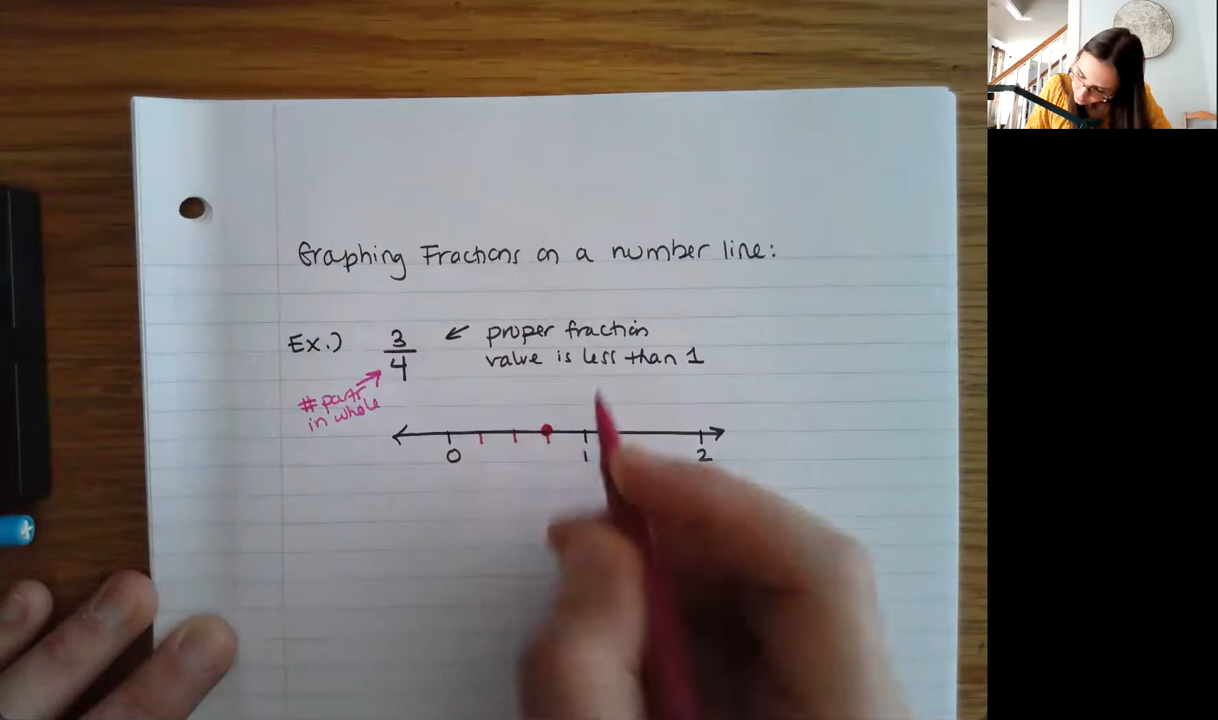 Graphing Fractions on a number line:
Ex.) 3/4 ← proper fraction
value is less than 1
# parts
in whole
0 1 2